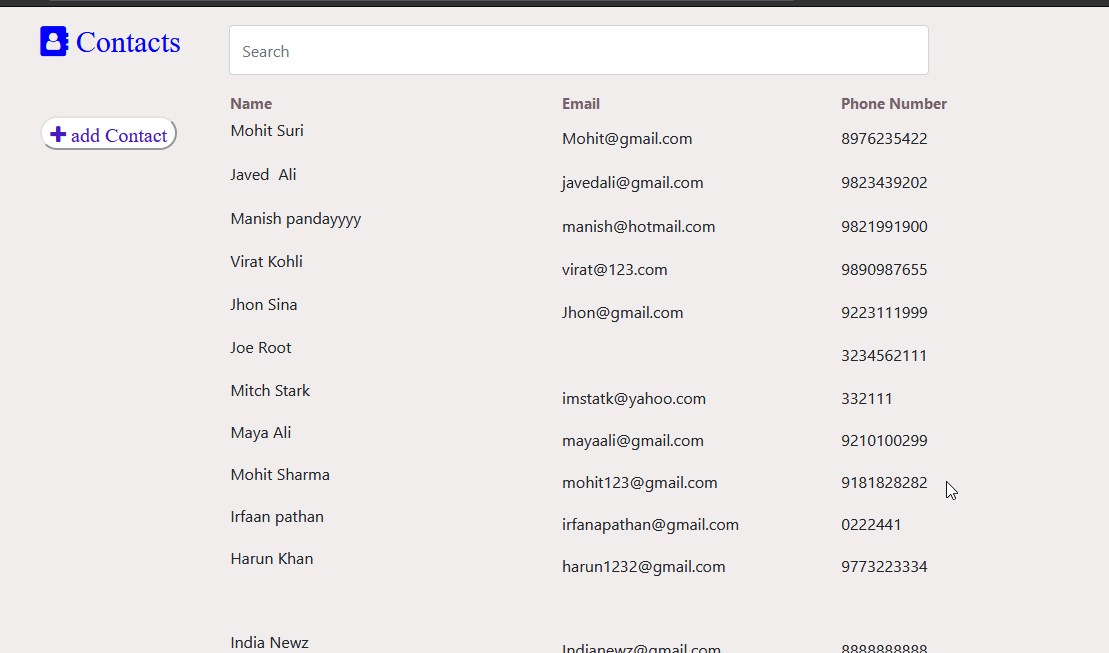 Contacts
Search
add Contact
Name Email Phone Number
Mohit Suri Mohit@gmail.com 8976235422
Javed  Ali javedali@gmail.com 9823439202
Manish pandayyyy manish@hotmail.com 9821991900
Virat Kohli virat@123.com 9890987655
Jhon Sina Jhon@gmail.com 9223111999
Joe Root 3234562111
Mitch Stark imstatk@yahoo.com 332111
Maya Ali mayaali@gmail.com 9210100299
Mohit Sharma mohit123@gmail.com 9181828282
Irfaan pathan irfanapathan@gmail.com 0222441
Harun Khan harun1232@gmail.com 9773223334
India Newz Indianewz@gmail.com 8888888888